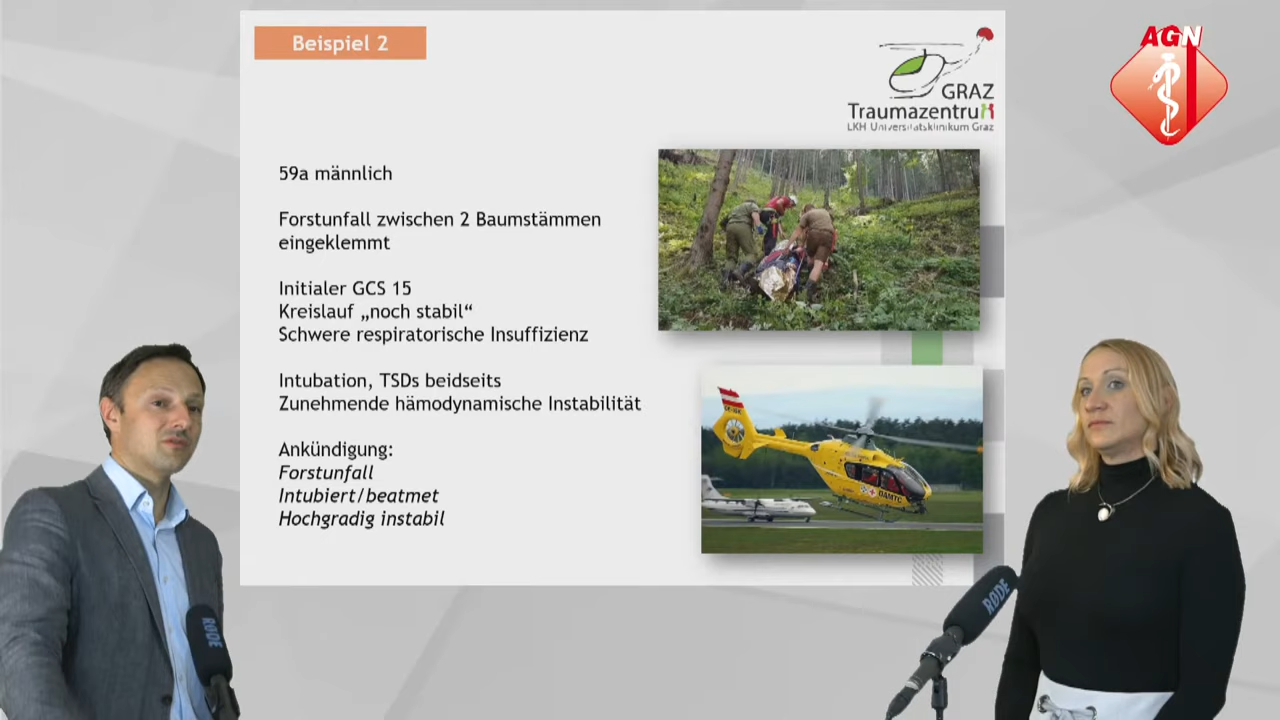 Beispiel 2
AGN
GRAZ
Traumazentrum
LKH Universitätsklinikum Graz
59a männlich
Forstunfall zwischen 2 Baumstämmen
eingeklemmt
Initialer GCS 15
Kreislauf „noch stabil“
Schwere respiratorische Insuffizienz
Intubation, TSDs beidseits
Zunehmende hämodynamische Instabilität
Ankündigung:
Forstunfall
Intubiert/beatmet
Hochgradig instabil
ÖAMTC
RØDE
RØDE